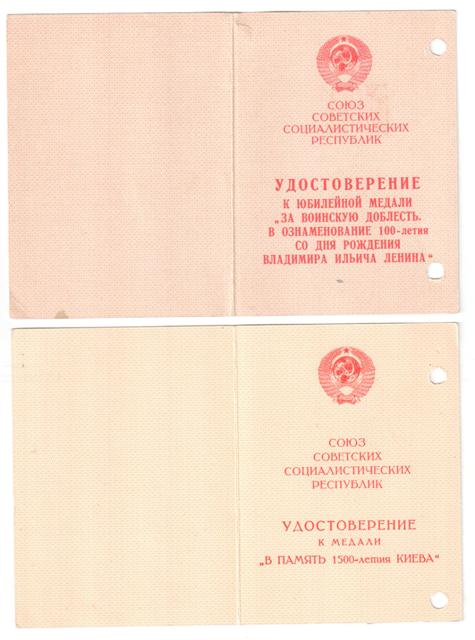 СОЮЗ
СОВЕТСКИХ
СОЦИАЛИСТИЧЕСКИХ
РЕСПУБЛИК
УДОСТОВЕРЕНИЕ
К ЮБИЛЕЙНОЙ МЕДАЛИ
„ЗА ВОИНСКУЮ ДОБЛЕСТЬ.
В ОЗНАМЕНОВАНИЕ 100-летия
СО ДНЯ РОЖДЕНИЯ
ВЛАДИМИРА ИЛЬИЧА ЛЕНИНА“
СОЮЗ
СОВЕТСКИХ
СОЦИАЛИСТИЧЕСКИХ
РЕСПУБЛИК
УДОСТОВЕРЕНИЕ
К МЕДАЛИ
„В ПАМЯТЬ 1500-летия КИЕВА“